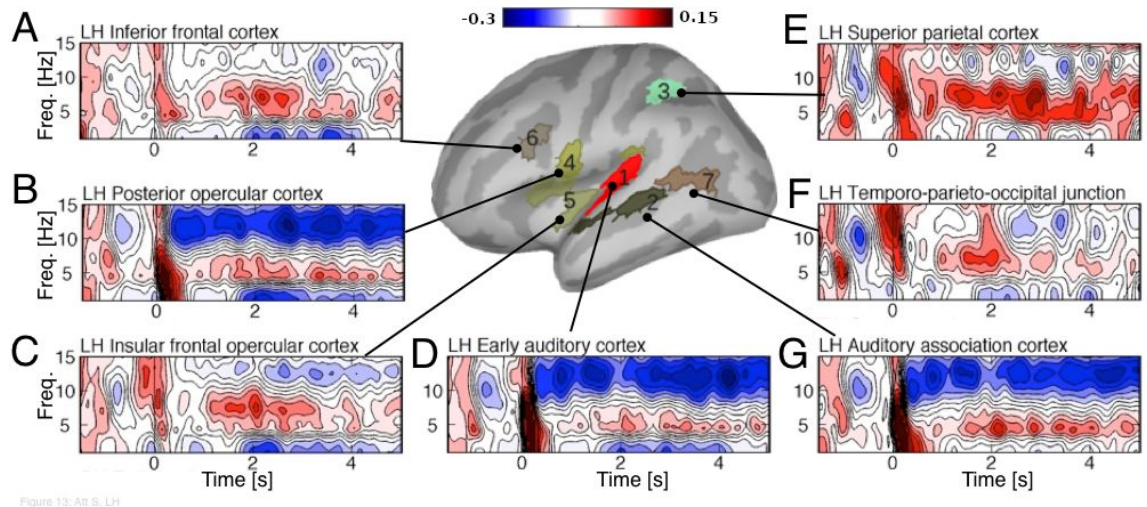 A
LH Inferior frontal cortex
Freq. [Hz]
15
10
5
0 2 4
-0.3 0.15
E
LH Superior parietal cortex
15
10
5
0 2 4
B
LH Posterior opercular cortex
Freq. [Hz]
15
10
5
0 2 4
1
2
3
4
5
6
7
F
LH Temporo-parieto-occipital junction
15
10
5
0 2 4
C
LH Insular frontal opercular cortex
Freq.
15
10
5
0 2 4
Time [s]
D
LH Early auditory cortex
10
5
0 2 4
Time [s]
G
LH Auditory association cortex
15
10
5
0 2 4
Time [s]
Figure 13: Att S, LH